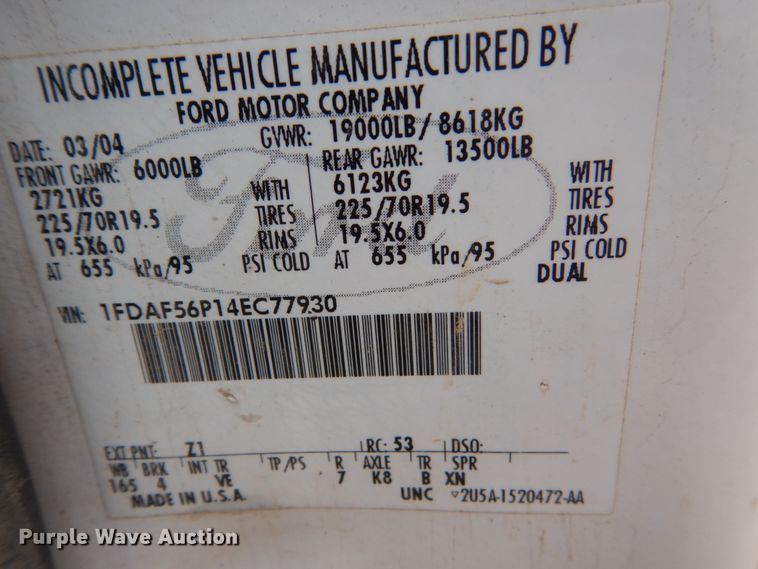 INCOMPLETE VEHICLE MANUFACTURED BY
FORD MOTOR COMPANY
DATE: 03/04 GVWR: 19000LB/ 8618KG
FRONT GAWR: 6000LB REAR GAWR: 13500LB
2721KG WITH 6123KG WITH
225/70R19.5 TIRES 225/70R19.5 TIRES
19.5X6.0 RIMS 19.5X6.0 RIMS
AT 655 kPa/95 PSI COLD AT 655 kPa/95 PSI COLD
DUAL
Ford
VIN: 1FDAF56P14EC77930
EXT PNT: Z1 RC: 53 DSO:
WB BRK INT TR TP/PS R AXLE TR SPR
165 4 VE 7 K8 B XN
MADE IN U.S.A. UNC 2U5A-1520472-AA
Purple Wave Auction